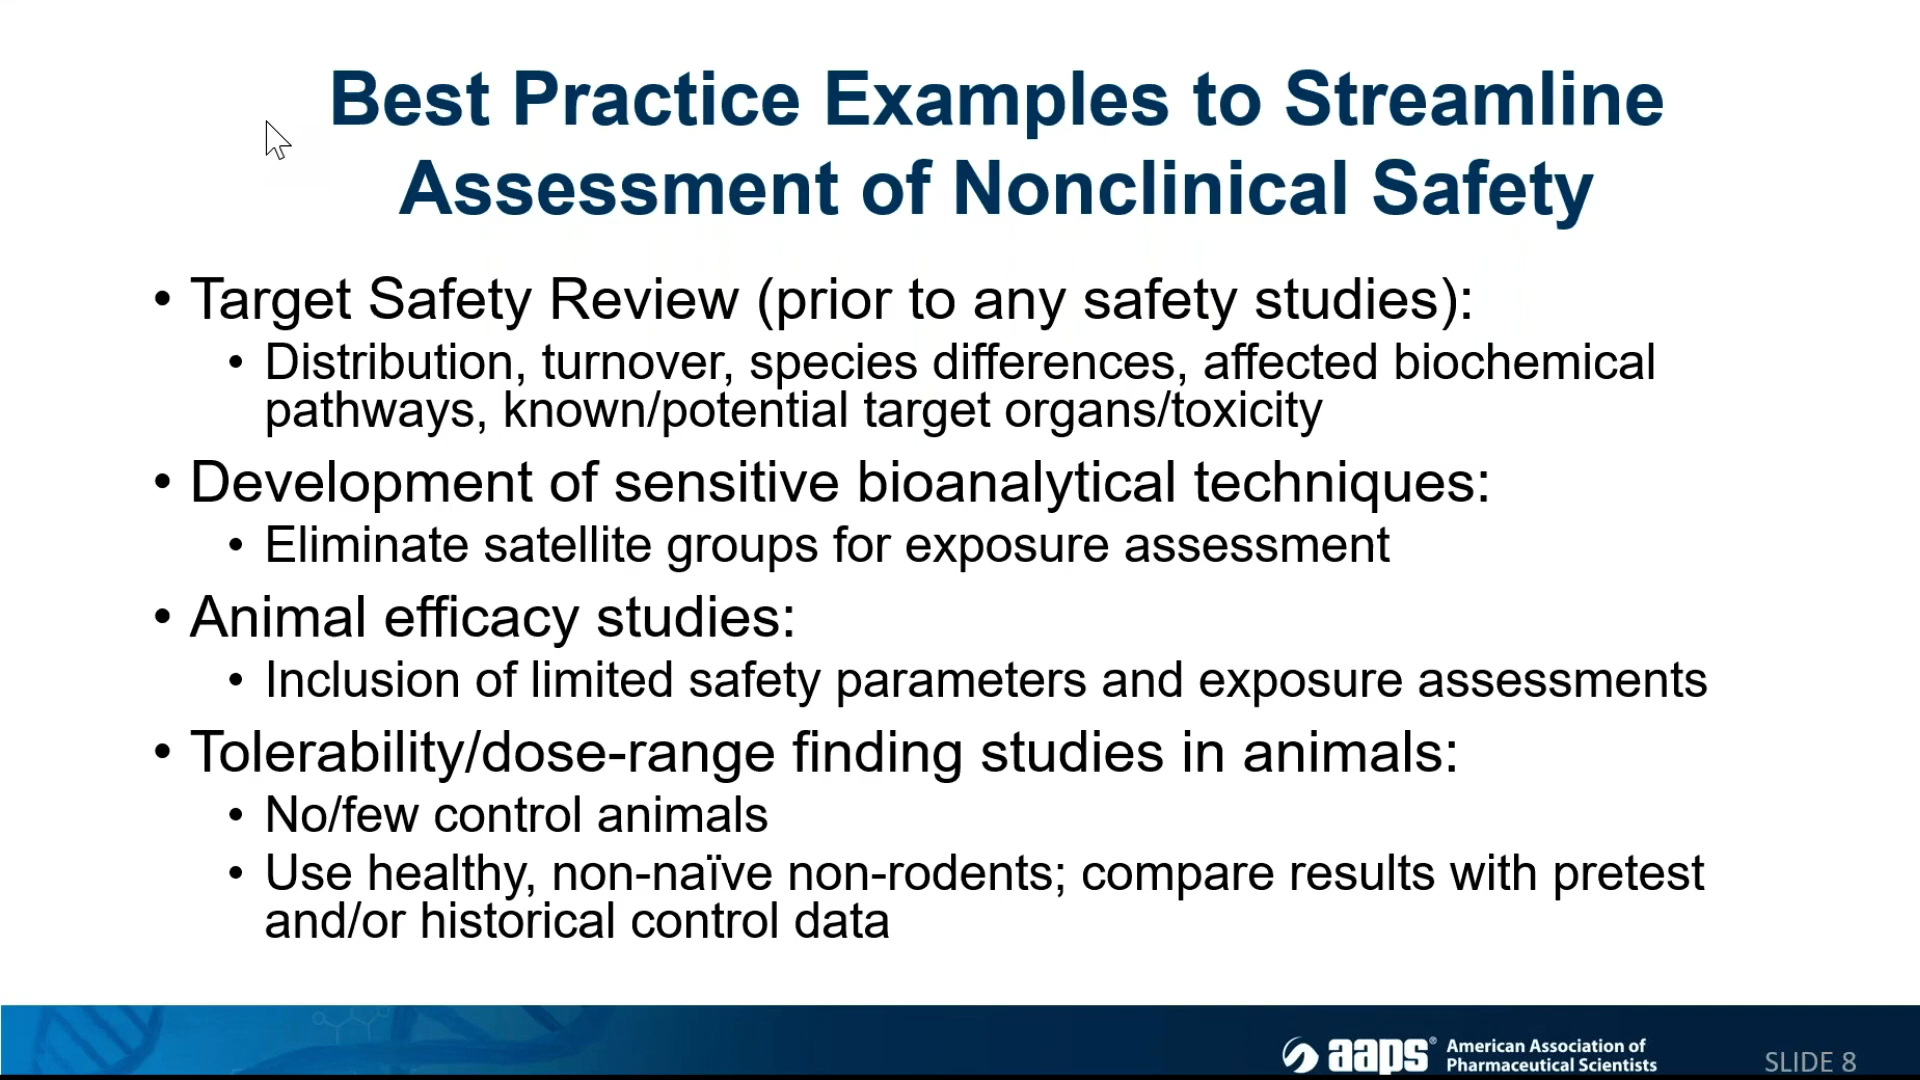 Best Practice Examples to Streamline
Assessment of Nonclinical Safety
• Target Safety Review (prior to any safety studies):
• Distribution, turnover, species differences, affected biochemical
pathways, known/potential target organs/toxicity
• Development of sensitive bioanalytical techniques:
• Eliminate satellite groups for exposure assessment
• Animal efficacy studies:
• Inclusion of limited safety parameters and exposure assessments
• Tolerability/dose-range finding studies in animals:
• No/few control animals
• Use healthy, non-naïve non-rodents; compare results with pretest
and/or historical control data
aaps® American Association of
Pharmaceutical Scientists
SLIDE 8